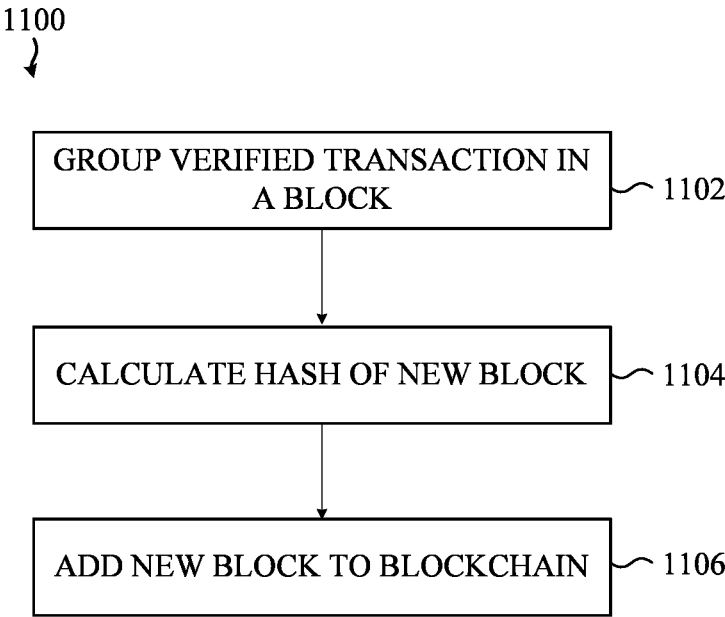 1100
GROUP VERIFIED TRANSACTION IN
A BLOCK
1102
CALCULATE HASH OF NEW BLOCK
1104
ADD NEW BLOCK TO BLOCKCHAIN
1106